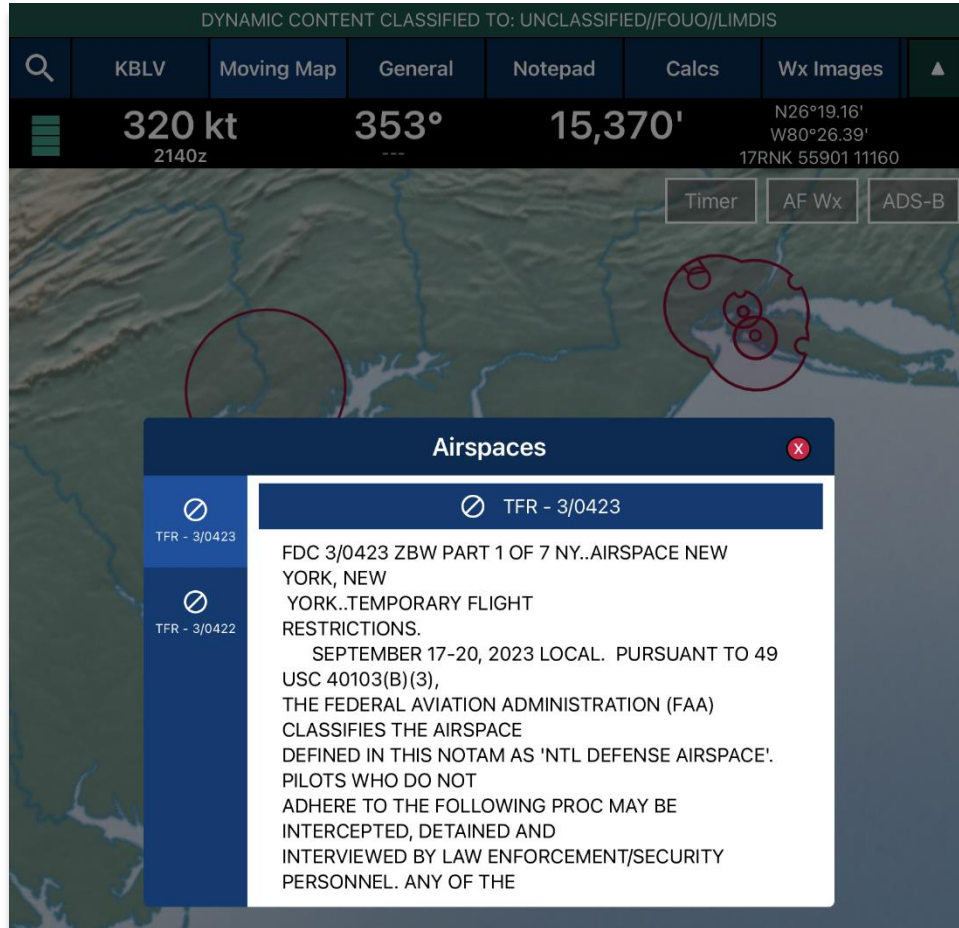 DYNAMIC CONTENT CLASSIFIED TO: UNCLASSIFIED//FOUO//LIMDIS
KBLV Moving Map General Notepad Calcs Wx Images
320 kt 353° 15,370'
2140z ---
N26°19.16'
W80°26.39'
17RNK 55901 11160
Timer AF Wx ADS-B
Airspaces X
TFR - 3/0423
TFR - 3/0422
TFR - 3/0423
FDC 3/0423 ZBW PART 1 OF 7 NY..AIRSPACE NEW
YORK, NEW
YORK..TEMPORARY FLIGHT
RESTRICTIONS.
SEPTEMBER 17-20, 2023 LOCAL. PURSUANT TO 49
USC 40103(B)(3),
THE FEDERAL AVIATION ADMINISTRATION (FAA)
CLASSIFIES THE AIRSPACE
DEFINED IN THIS NOTAM AS 'NTL DEFENSE AIRSPACE'.
PILOTS WHO DO NOT
ADHERE TO THE FOLLOWING PROC MAY BE
INTERCEPTED, DETAINED AND
INTERVIEWED BY LAW ENFORCEMENT/SECURITY
PERSONNEL. ANY OF THE